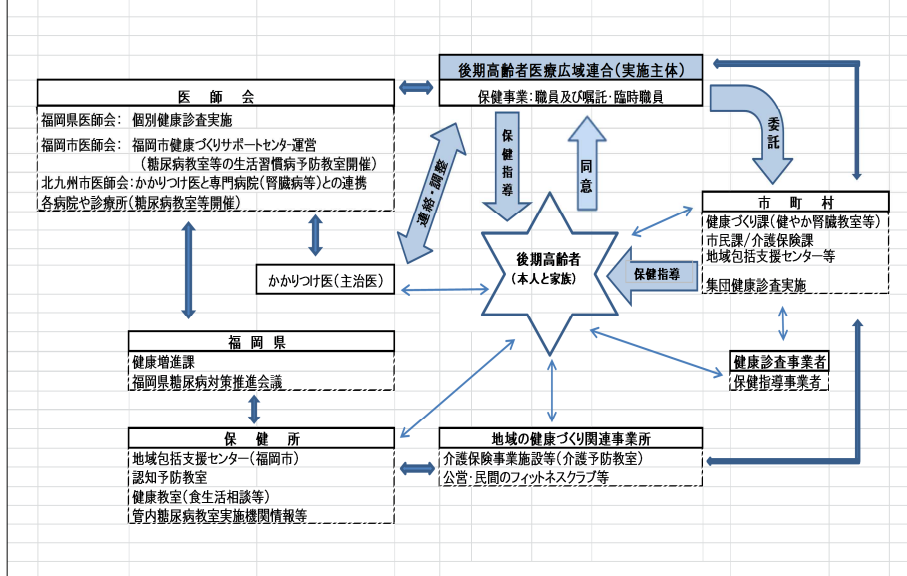 後期高齢者医療広域連合(実施主体)
保健事業:職員及び嘱託・臨時職員
医師会
福岡県医師会: 個別健康診査実施
福岡市医師会: 福岡市健康づくりサポートセンター運営
(糖尿病教室等の生活習慣病予防教室開催)
北九州市医師会:かかりつけ医と専門病院(腎臓病等)との連携
各病院や診療所(糖尿病教室等開催)
連絡・調整
保健指導
同意
委託
市町村
健康づくり課(健やか腎臓教室等)
市民課/介護保険課
地域包括支援センター等
集団健康診査実施
かかりつけ医(主治医)
後期高齢者
(本人と家族)
保健指導
福岡県
健康増進課
福岡県糖尿病対策推進会議
健康診査事業者
保健指導事業者
保健所
地域包括支援センター(福岡市)
認知予防教室
健康教室(食生活相談等)
管内糖尿病教室実施機関情報等
地域の健康づくり関連事業所
介護保険事業施設等(介護予防教室)
公営・民間のフィットネスクラブ等